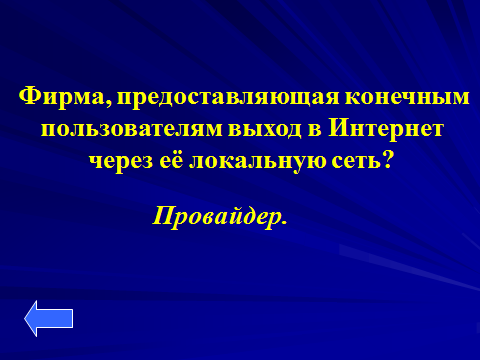 Фирма, предоставляющая конечным
пользователям выход в Интернет
через её локальную сеть?
Провайдер.